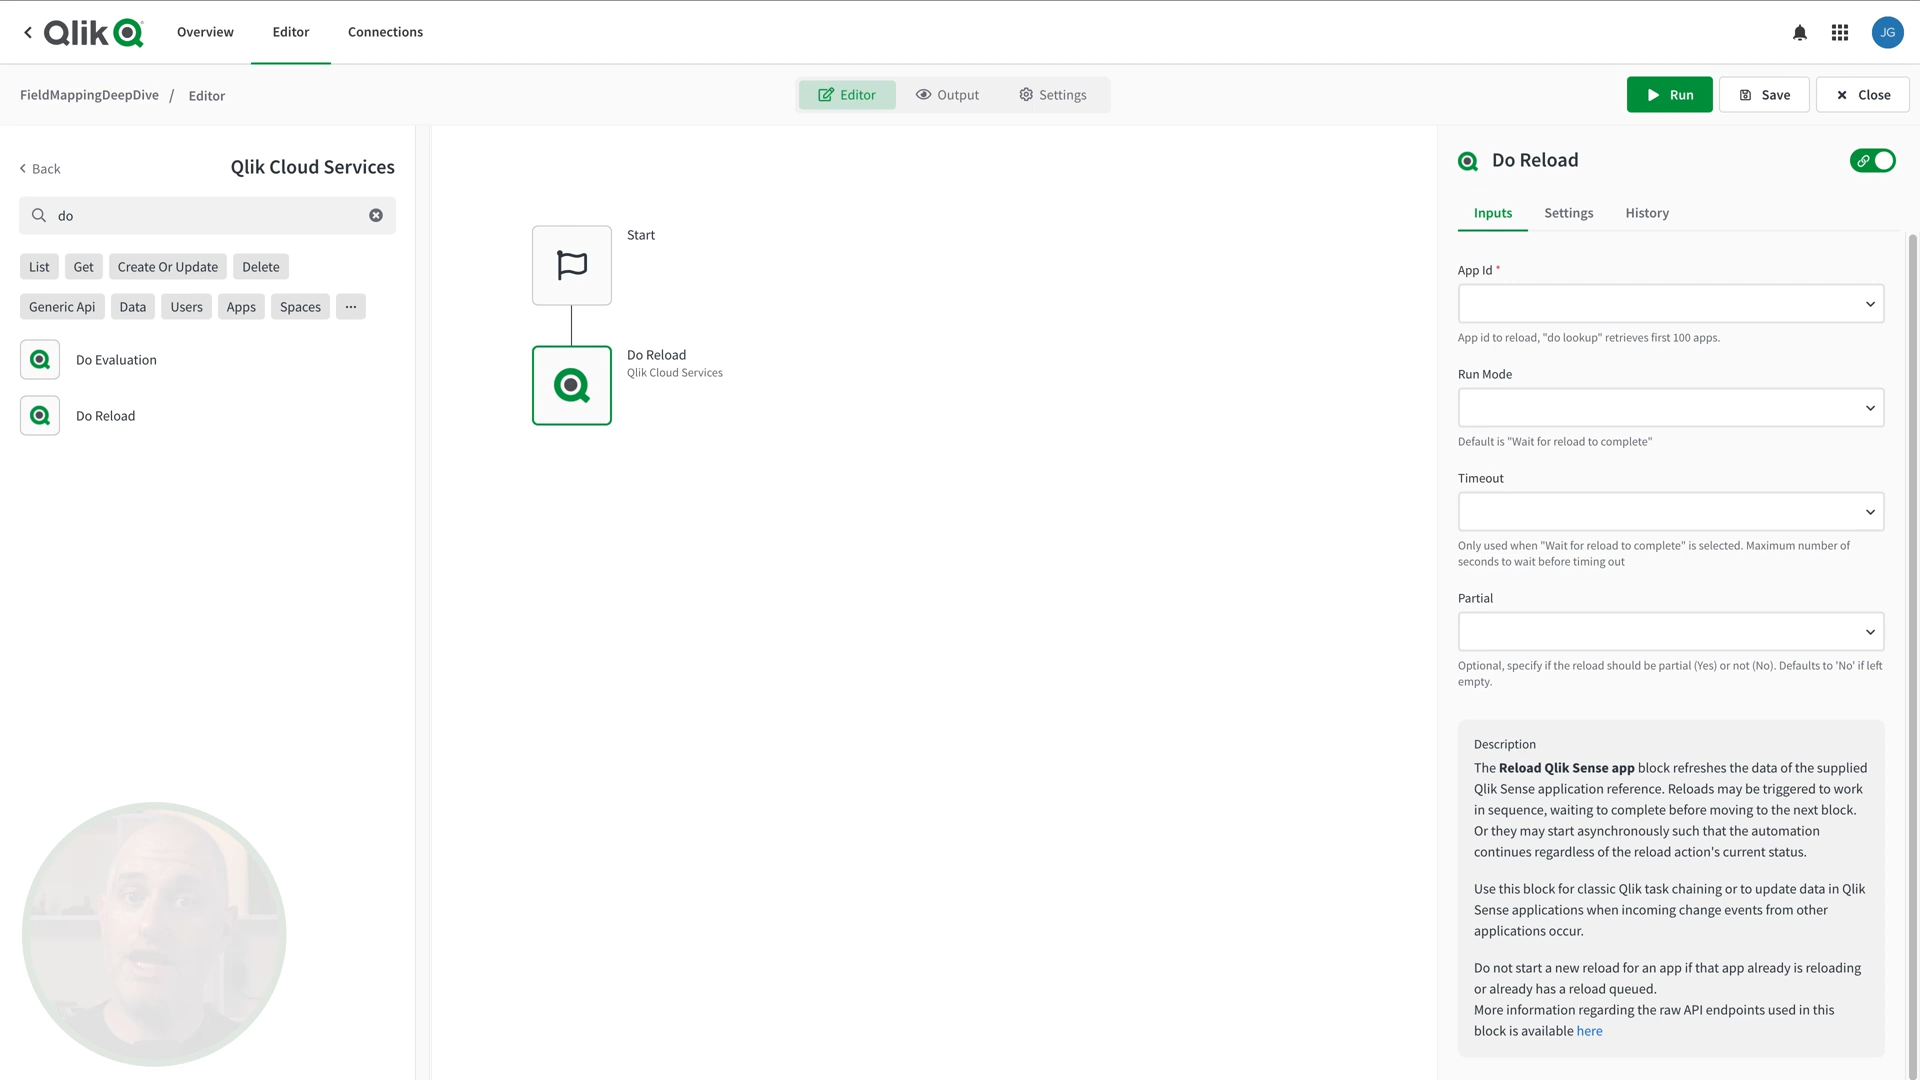 Qlik
Overview
Editor
Connections
JG
FieldMappingDeepDive / Editor
Editor
Output
Settings
Run
Save
Close
Back
Qlik Cloud Services
do
List
Get
Create Or Update
Delete
Generic Api
Data
Users
Apps
Spaces
...
Do Evaluation
Do Reload
Start
Do Reload
Qlik Cloud Services
Do Reload
Inputs
Settings
History
App Id *
App id to reload, "do lookup" retrieves first 100 apps.
Run Mode
Default is "Wait for reload to complete"
Timeout
Only used when "Wait for reload to complete" is selected. Maximum number of
seconds to wait before timing out
Partial
Optional, specify if the reload should be partial (Yes) or not (No). Defaults to 'No' if left
empty.
Description
The Reload Qlik Sense app block refreshes the data of the supplied
Qlik Sense application reference. Reloads may be triggered to work
in sequence, waiting to complete before moving to the next block.
Or they may start asynchronously such that the automation
continues regardless of the reload action's current status.
Use this block for classic Qlik task chaining or to update data in Qlik
Sense applications when incoming change events from other
applications occur.
Do not start a new reload for an app if that app already is reloading
or already has a reload queued.
More information regarding the raw API endpoints used in this
block is available here